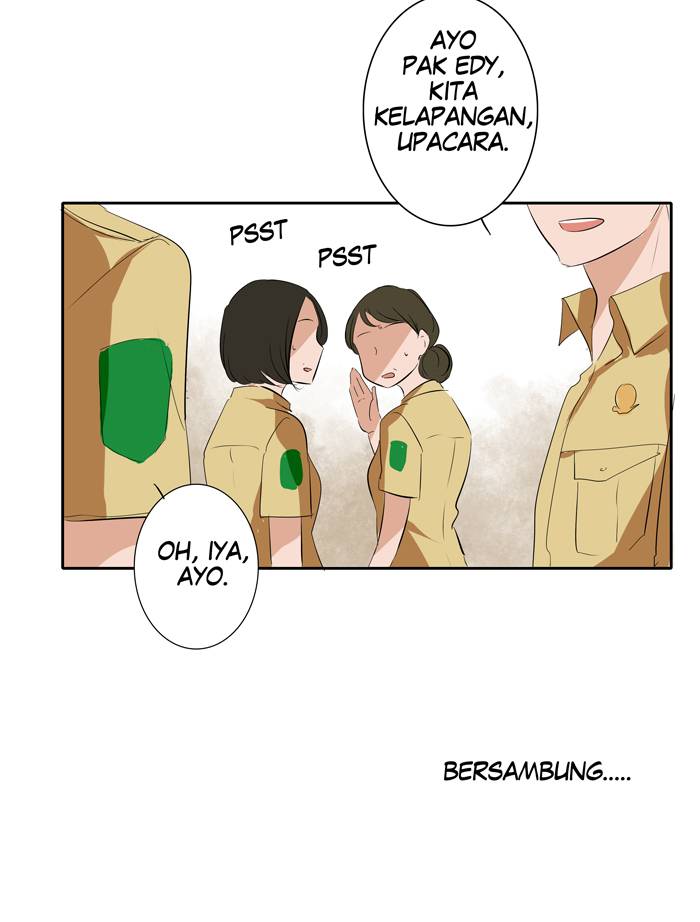 AYO
PAK EDY,
KITA
KELAPANGAN,
UPACARA.
PSST
PSST
OH, IYA,
AYO.
BERSAMBUNG.....